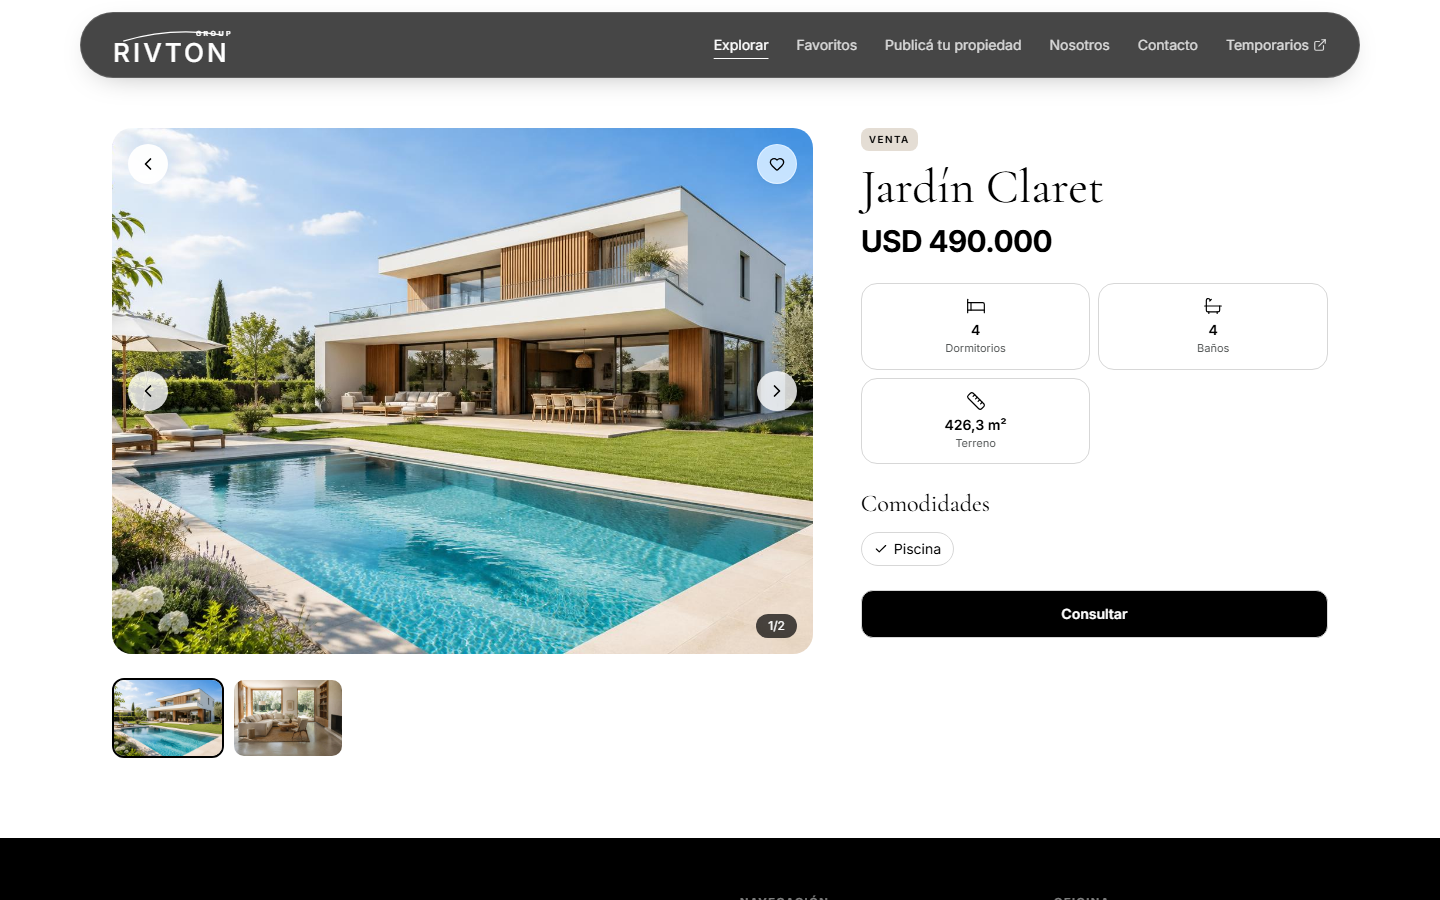 GROUP
RIVTON
Explorar
Favoritos
Publicá tu propiedad
Nosotros
Contacto
Temporarios
VENTA
Jardín Claret
USD 490.000
4
Dormitorios
4
Baños
426,3 m²
Terreno
Comodidades
Piscina
Consultar
1/2